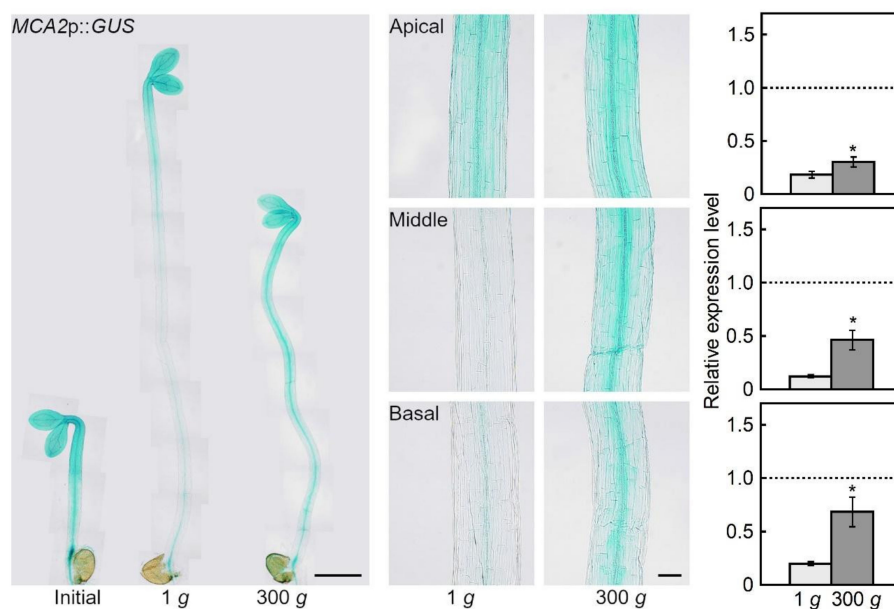 MCA2p::GUS
Initial
1 g
300 g
Apical
Middle
Basal
1 g
300 g
Relative expression level
1.5
1.0
0.5
0
*
1.5
1.0
0.5
0
*
1.5
1.0
0.5
0
*
1 g 300 g